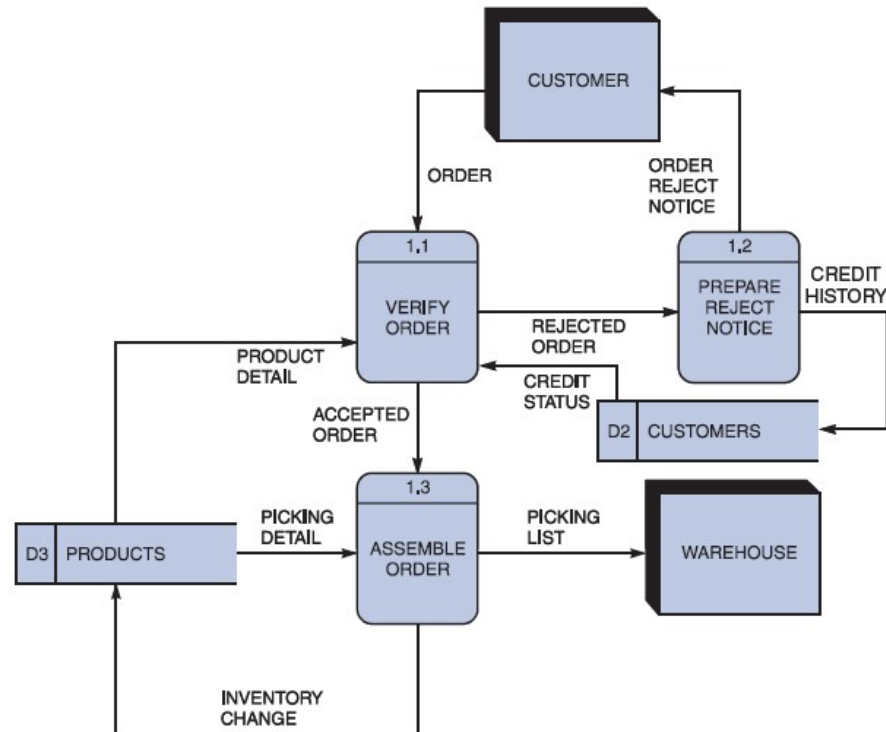 CUSTOMER
ORDER
ORDER
REJECT
NOTICE
1.1
VERIFY
ORDER
1.2
PREPARE
REJECT
NOTICE
CREDIT
HISTORY
REJECTED
ORDER
PRODUCT
DETAIL
CREDIT
STATUS
ACCEPTED
ORDER
D2
CUSTOMERS
1.3
ASSEMBLE
ORDER
PICKING
DETAIL
PICKING
LIST
D3
PRODUCTS
WAREHOUSE
INVENTORY
CHANGE